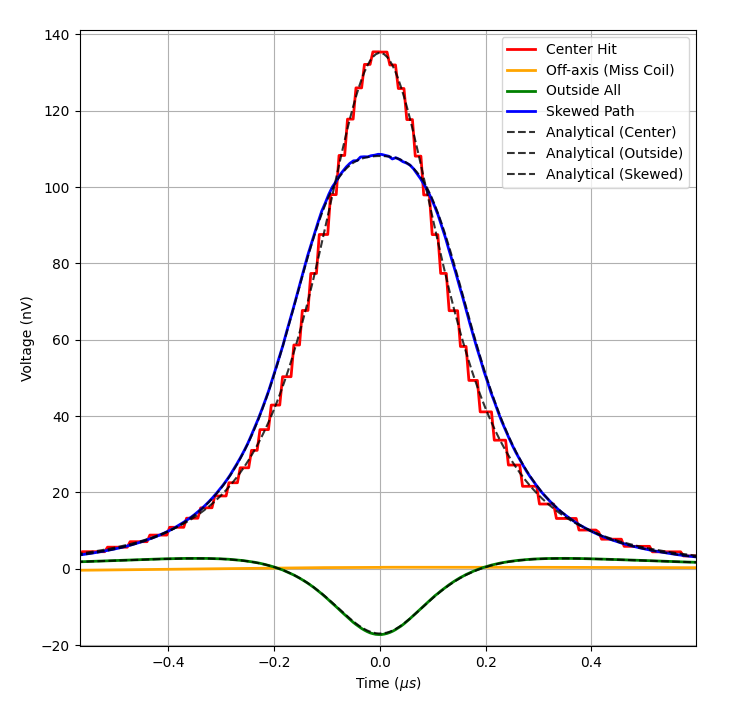 140
120
100
80
60
40
20
0
−20
Voltage (nV)
Center Hit
Off-axis (Miss Coil)
Outside All
Skewed Path
Analytical (Center)
Analytical (Outside)
Analytical (Skewed)
−0.4 −0.2 0.0 0.2 0.4
Time (μs)